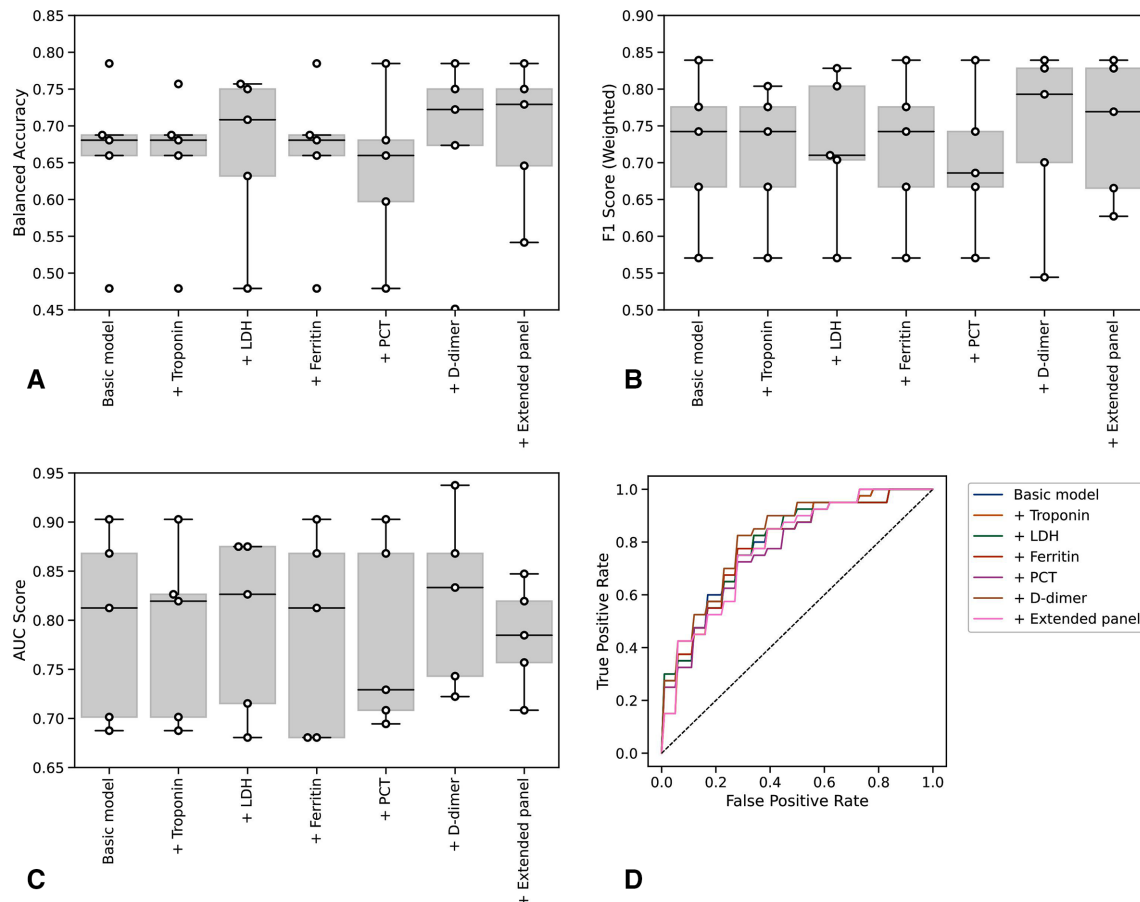 0.85
0.80
0.75
0.70
0.65
0.60
0.55
0.50
0.45
Balanced Accuracy
Basic model
+ Troponin
+ LDH
+ Ferritin
+ PCT
+ D-dimer
+ Extended panel
A
0.90
0.85
0.80
0.75
0.70
0.65
0.60
0.55
0.50
F1 Score (Weighted)
Basic model
+ Troponin
+ LDH
+ Ferritin
+ PCT
+ D-dimer
+ Extended panel
B
0.95
0.90
0.85
0.80
0.75
0.70
0.65
AUC Score
Basic model
+ Troponin
+ LDH
+ Ferritin
+ PCT
+ D-dimer
+ Extended panel
C
1.0
0.8
0.6
0.4
0.2
0.0
True Positive Rate
0.0 0.2 0.4 0.6 0.8 1.0
False Positive Rate
Basic model
+ Troponin
+ LDH
+ Ferritin
+ PCT
+ D-dimer
+ Extended panel
D